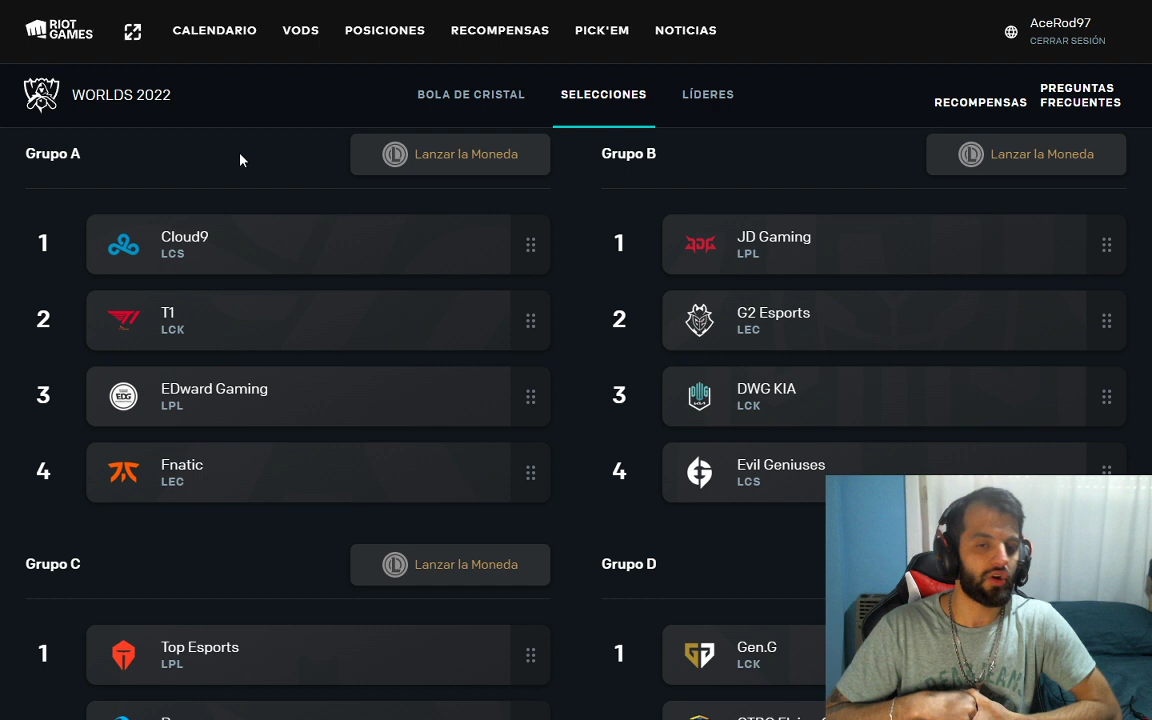 RIOT GAMES
CALENDARIO
VODS
POSICIONES
RECOMPENSAS
PICK'EM
NOTICIAS
AceRod97
CERRAR SESIÓN
WORLDS 2022
BOLA DE CRISTAL
SELECCIONES
LÍDERES
RECOMPENSAS
PREGUNTAS
FRECUENTES
Grupo A
Lanzar la Moneda
1
Cloud9
LCS
2
T1
LCK
3
EDward Gaming
LPL
4
Fnatic
LEC
Grupo B
Lanzar la Moneda
1
JD Gaming
LPL
2
G2 Esports
LEC
3
DWG KIA
LCK
4
Evil Geniuses
LCS
Grupo C
Lanzar la Moneda
1
Top Esports
LPL
Grupo D
1
Gen.G
LCK